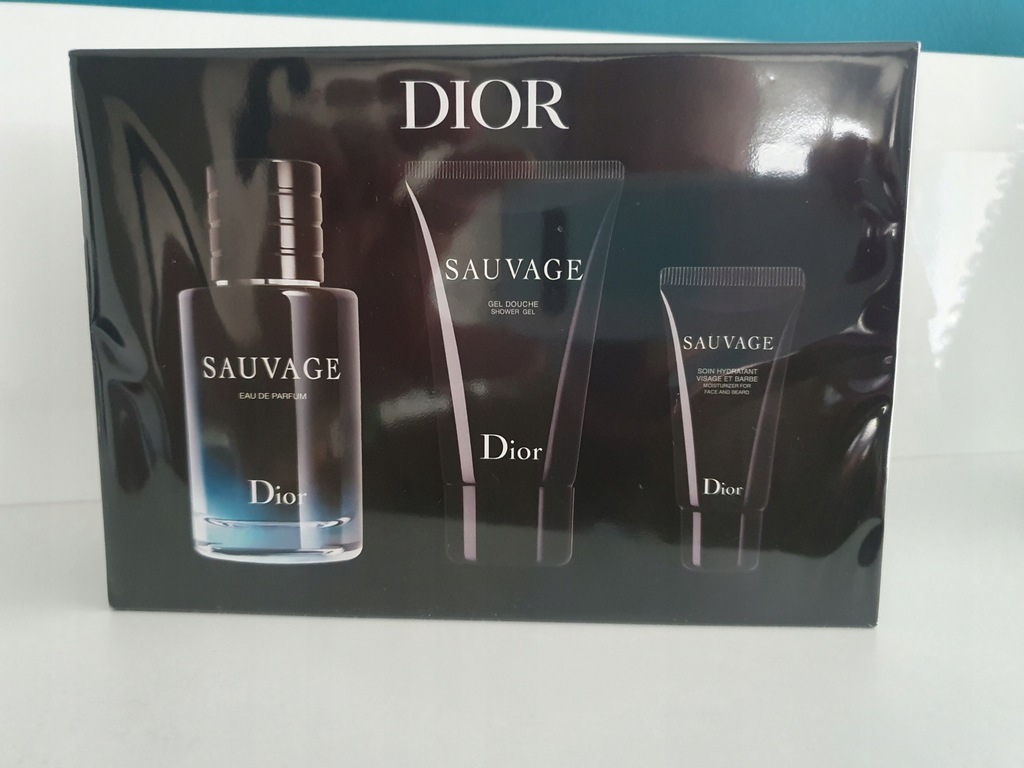 DIOR
SAUVAGE
EAU DE PARFUM
Dior
SAUVAGE
GEL DOUCHE
SHOWER GEL
Dior
SAUVAGE
SOIN HYDRATANT
VISAGE ET BARBE
MOISTURIZER FOR
FACE AND BEARD
Dior